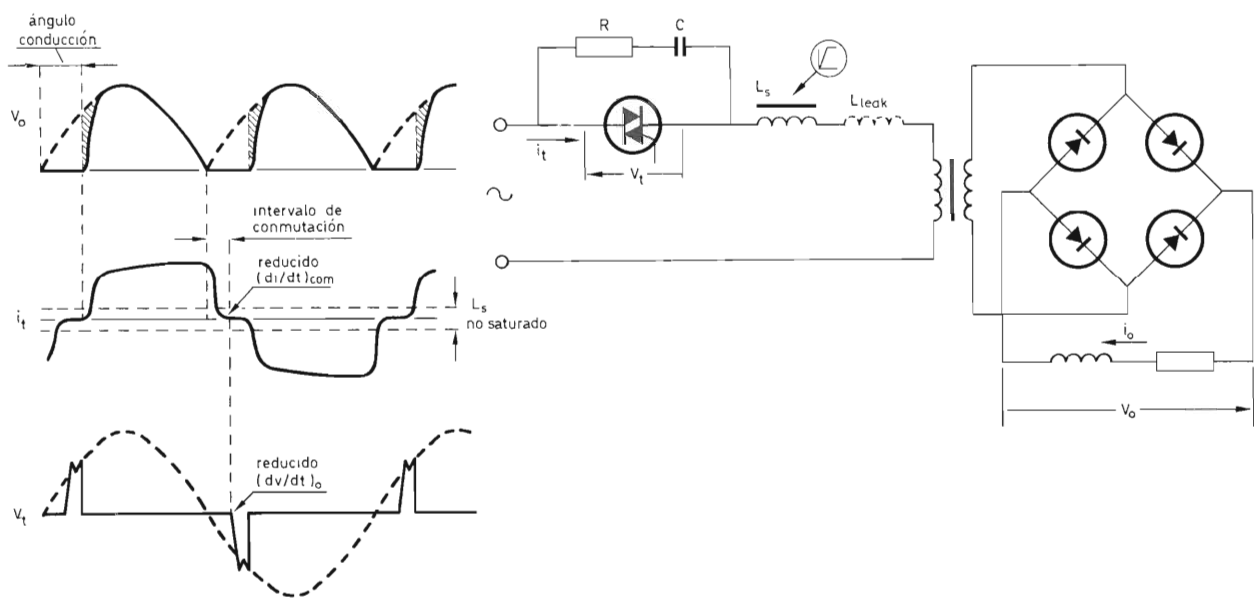 ángulo
conducción
V₀
intervalo de
conmutación
reducido
(di/dt)com
iₜ
Lₛ
no saturado
reducido
(dv/dt)₀
Vₜ
R
C
Lₛ
Lleak
iₜ
Vₜ
i₀
V₀